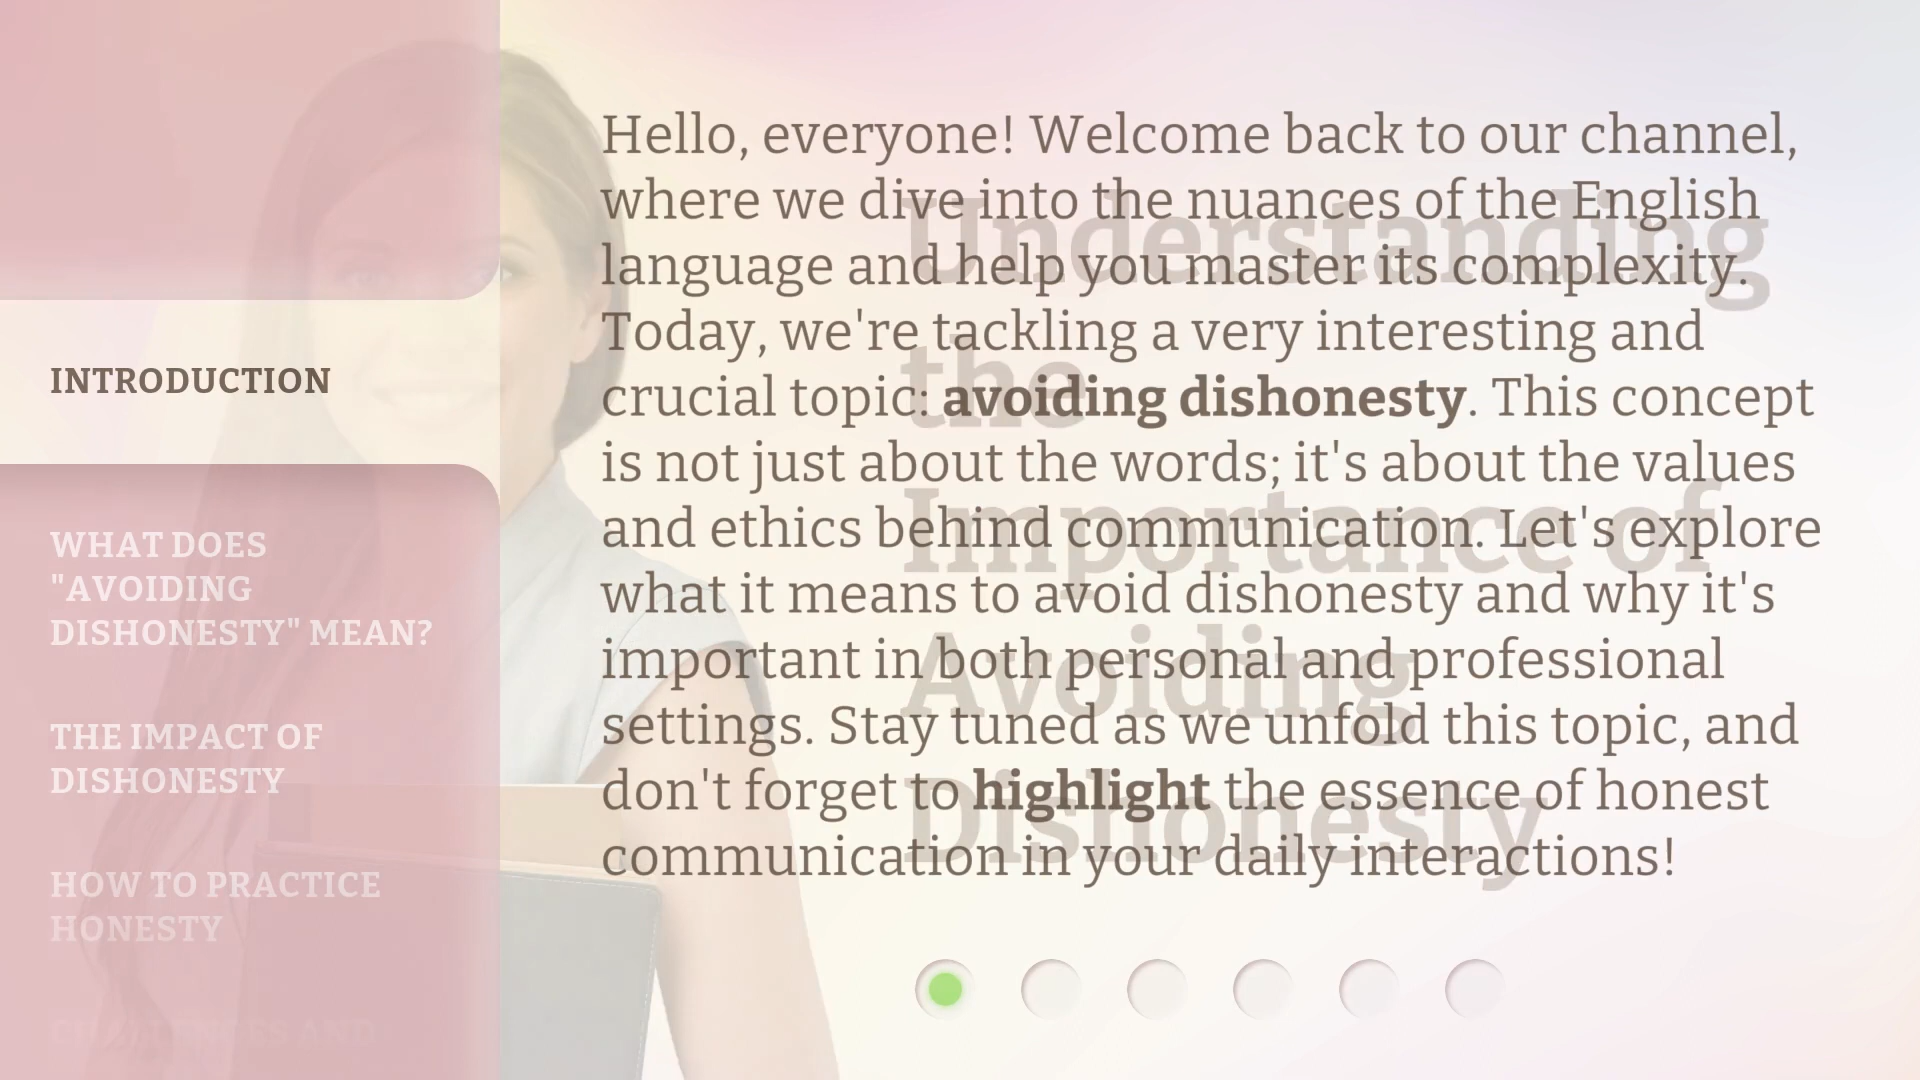 INTRODUCTION
WHAT DOES
"AVOIDING
DISHONESTY" MEAN?
THE IMPACT OF
DISHONESTY
HOW TO PRACTICE
HONESTY
CHALLENGES AND
Hello, everyone! Welcome back to our channel,
where we dive into the nuances of the English
language and help you master its complexity.
Today, we're tackling a very interesting and
crucial topic: avoiding dishonesty. This concept
is not just about the words; it's about the values
and ethics behind communication. Let's explore
what it means to avoid dishonesty and why it's
important in both personal and professional
settings. Stay tuned as we unfold this topic, and
don't forget to highlight the essence of honest
communication in your daily interactions!
Understanding
the
Importance of
Avoiding
Dishonesty